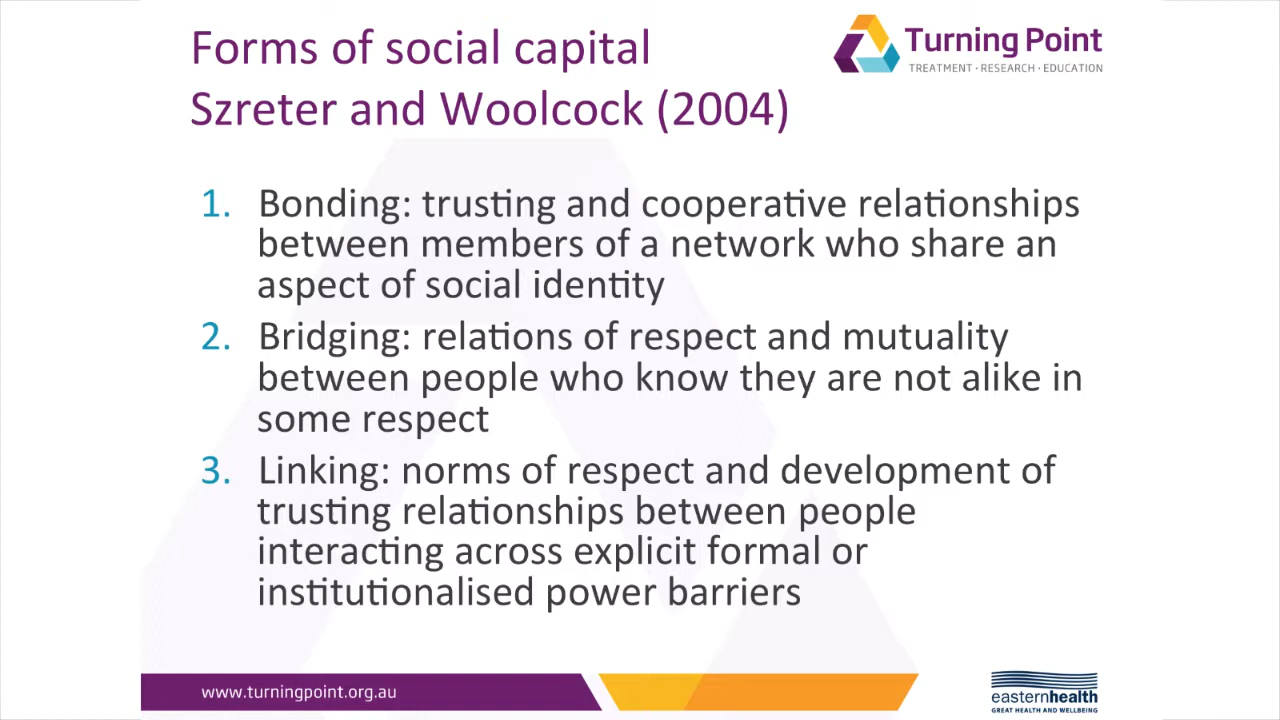 Forms of social capital
Szreter and Woolcock (2004)
Turning Point
TREATMENT · RESEARCH · EDUCATION
1. Bonding: trusting and cooperative relationships
between members of a network who share an
aspect of social identity
2. Bridging: relations of respect and mutuality
between people who know they are not alike in
some respect
3. Linking: norms of respect and development of
trusting relationships between people
interacting across explicit formal or
institutionalised power barriers
www.turningpoint.org.au
easternhealth
GREAT HEALTH AND WELLBEING